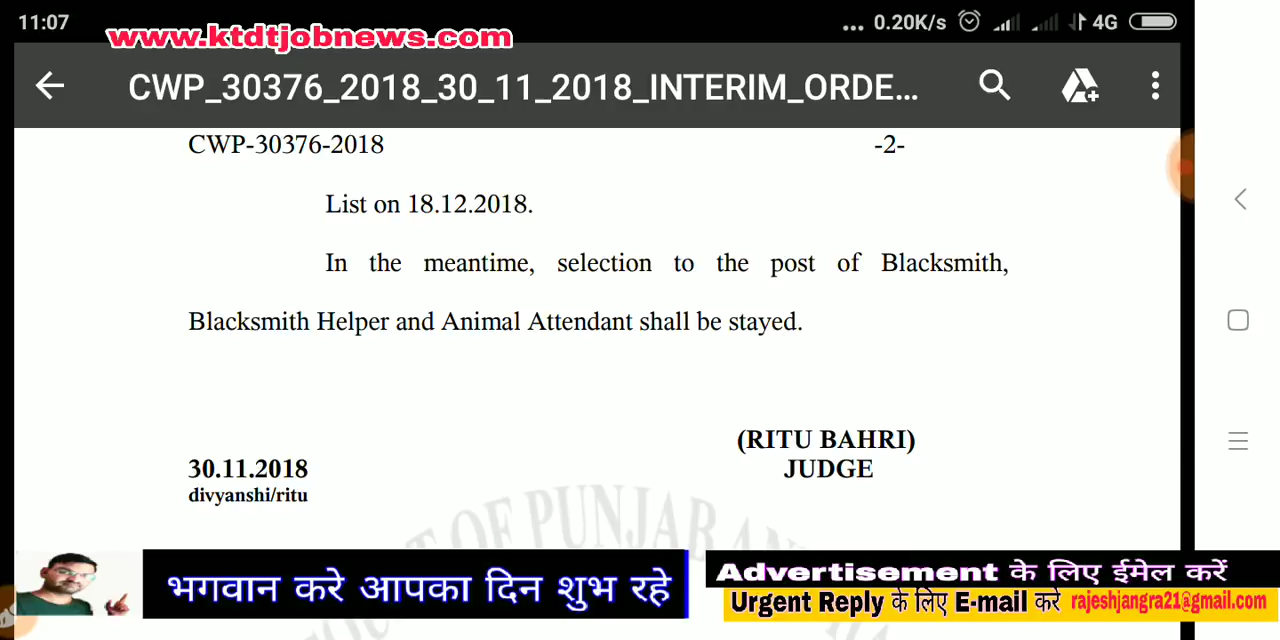 11:07
... 0.20K/s 4G
www.ktdtjobnews.com
CWP_30376_2018_30_11_2018_INTERIM_ORDE...
CWP-30376-2018 -2-
List on 18.12.2018.
In the meantime, selection to the post of Blacksmith,
Blacksmith Helper and Animal Attendant shall be stayed.
(RITU BAHRI)
30.11.2018 JUDGE
divyanshi/ritu
OF PUNJAB AN
भगवान करे आपका दिन शुभ रहे
Advertisement के लिए ईमेल करें
Urgent Reply के लिए E-mail करे rajeshjangra21@gmail.com